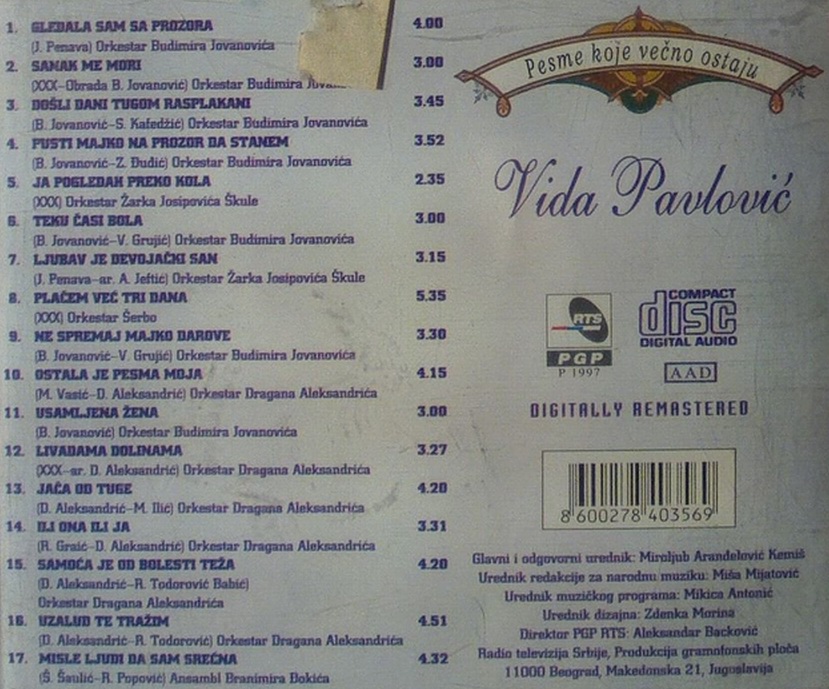 1. GLEDALA SAM SA PROZORA 4.00
(J. Penava) Orkestar Budimira Jovanovića
2. SANAK ME MORI 3.00
(XXX-Obrada B. Jovanović) Orkestar Budimira
3. DOŠLI DANI TUGOM RASPLAKANI 3.45
(B. Jovanović-S. Kafedžić) Orkestar Budimira Jovanovića
4. PUSTI MAJKO NA PROZOR DA STANEM 3.52
(B. Jovanović-Z. Dudić) Orkestar Budimira Jovanovića
5. JA POGLEDAH PREKO KOLA 2.35
(XXX) Orkestar Žarka Josipovića Škule
6. TEKU ČASI BOLA 3.00
(B. Jovanović-V. Grujić) Orkestar Budimira Jovanovića
7. LJUBAV JE DEVOJAČKI SAN 3.15
(J. Penava-ar. A. Jeftić) Orkestar Žarka Josipovića Škule
8. PLAČEM VEĆ TRI DANA 5.35
(XXX) Orkestar Šerbo
9. NE SPREMAJ MAJKO DAROVE 3.30
(B. Jovanović-V. Grujić) Orkestar Budimira Jovanovića
10. OSTALA JE PESMA MOJA 4.15
(M. Vasić-D. Aleksandrić) Orkestar Dragana Aleksandrića
11. USAMLJENA ŽENA 3.00
(B. Jovanović) Orkestar Budimira Jovanovića
12. LIVADAMA DOLINAMA 3.27
(XXX-ar. D. Aleksandrić) Orkestar Dragana Aleksandrića
13. JAČA OD TUGE 4.20
(D. Aleksandrić-M. Ilić) Orkestar Dragana Aleksandrića
14. ILI ONA ILI JA 3.31
(R. Graić-D. Aleksandrić) Orkestar Dragana Aleksandrića
15. SAMOĆA JE OD BOLESTI TEŽA 4.20
(D. Aleksandrić-R. Todorović Babić)
Orkestar Dragana Aleksandrića
16. UZALUD TE TRAŽIM 4.51
(D. Aleksandrić-R. Todorović) Orkestar Dragana Aleksandrića
17. MISLE LJUDI DA SAM SREĆNA 4.32
(Š. Šaulić-R. Popović) Ansambl Branimira Đokića
Pesme koje večno ostaju
Vida Pavlović
RTS
PGP
P 1997
COMPACT
disc
DIGITAL AUDIO
AAD
DIGITALLY REMASTERED
8 600278 403569
Glavni i odgovorni urednik: Miroljub Aranđelović Kemiš
Urednik redakcije za narodnu muziku: Miša Mijatović
Urednik muzičkog programa: Mikica Antonić
Urednik dizajna: Zdenka Morina
Direktor PGP RTS: Aleksandar Backović
Radio televizija Srbije, Produkcija gramofonskih ploča
11000 Beograd, Makedonska 21, Jugoslavija